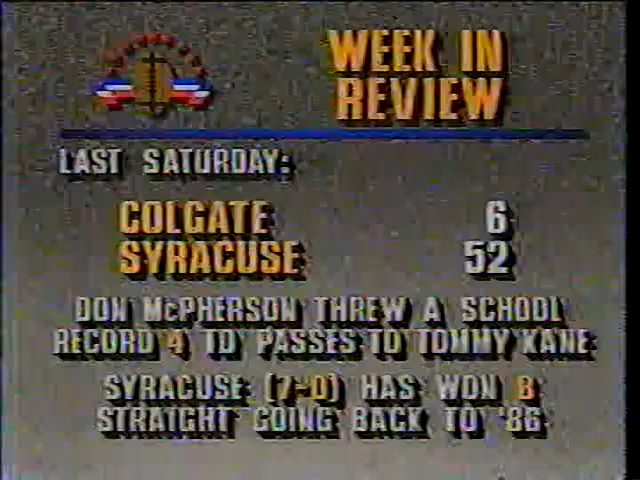 WEEK IN
REVIEW
LAST SATURDAY:
COLGATE 6
SYRACUSE 52
DON McPHERSON THREW A SCHOOL
RECORD 4 TD PASSES TO TOMMY KANE
SYRACUSE (7-0) HAS WON 8
STRAIGHT GOING BACK TO '86